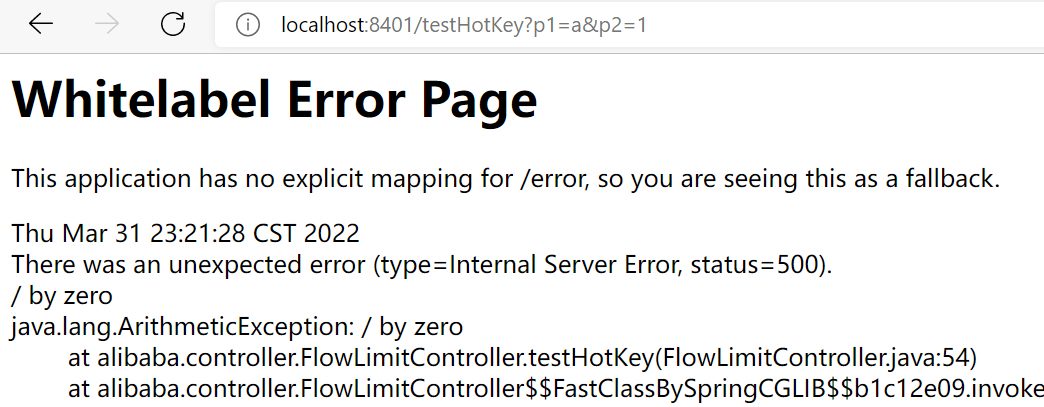 localhost:8401/testHotKey?p1=a&p2=1
Whitelabel Error Page
This application has no explicit mapping for /error, so you are seeing this as a fallback.
Thu Mar 31 23:21:28 CST 2022
There was an unexpected error (type=Internal Server Error, status=500).
/ by zero
java.lang.ArithmeticException: / by zero
at alibaba.controller.FlowLimitController.testHotKey(FlowLimitController.java:54)
at alibaba.controller.FlowLimitController$$FastClassBySpringCGLIB$$b1c12e09.invoke